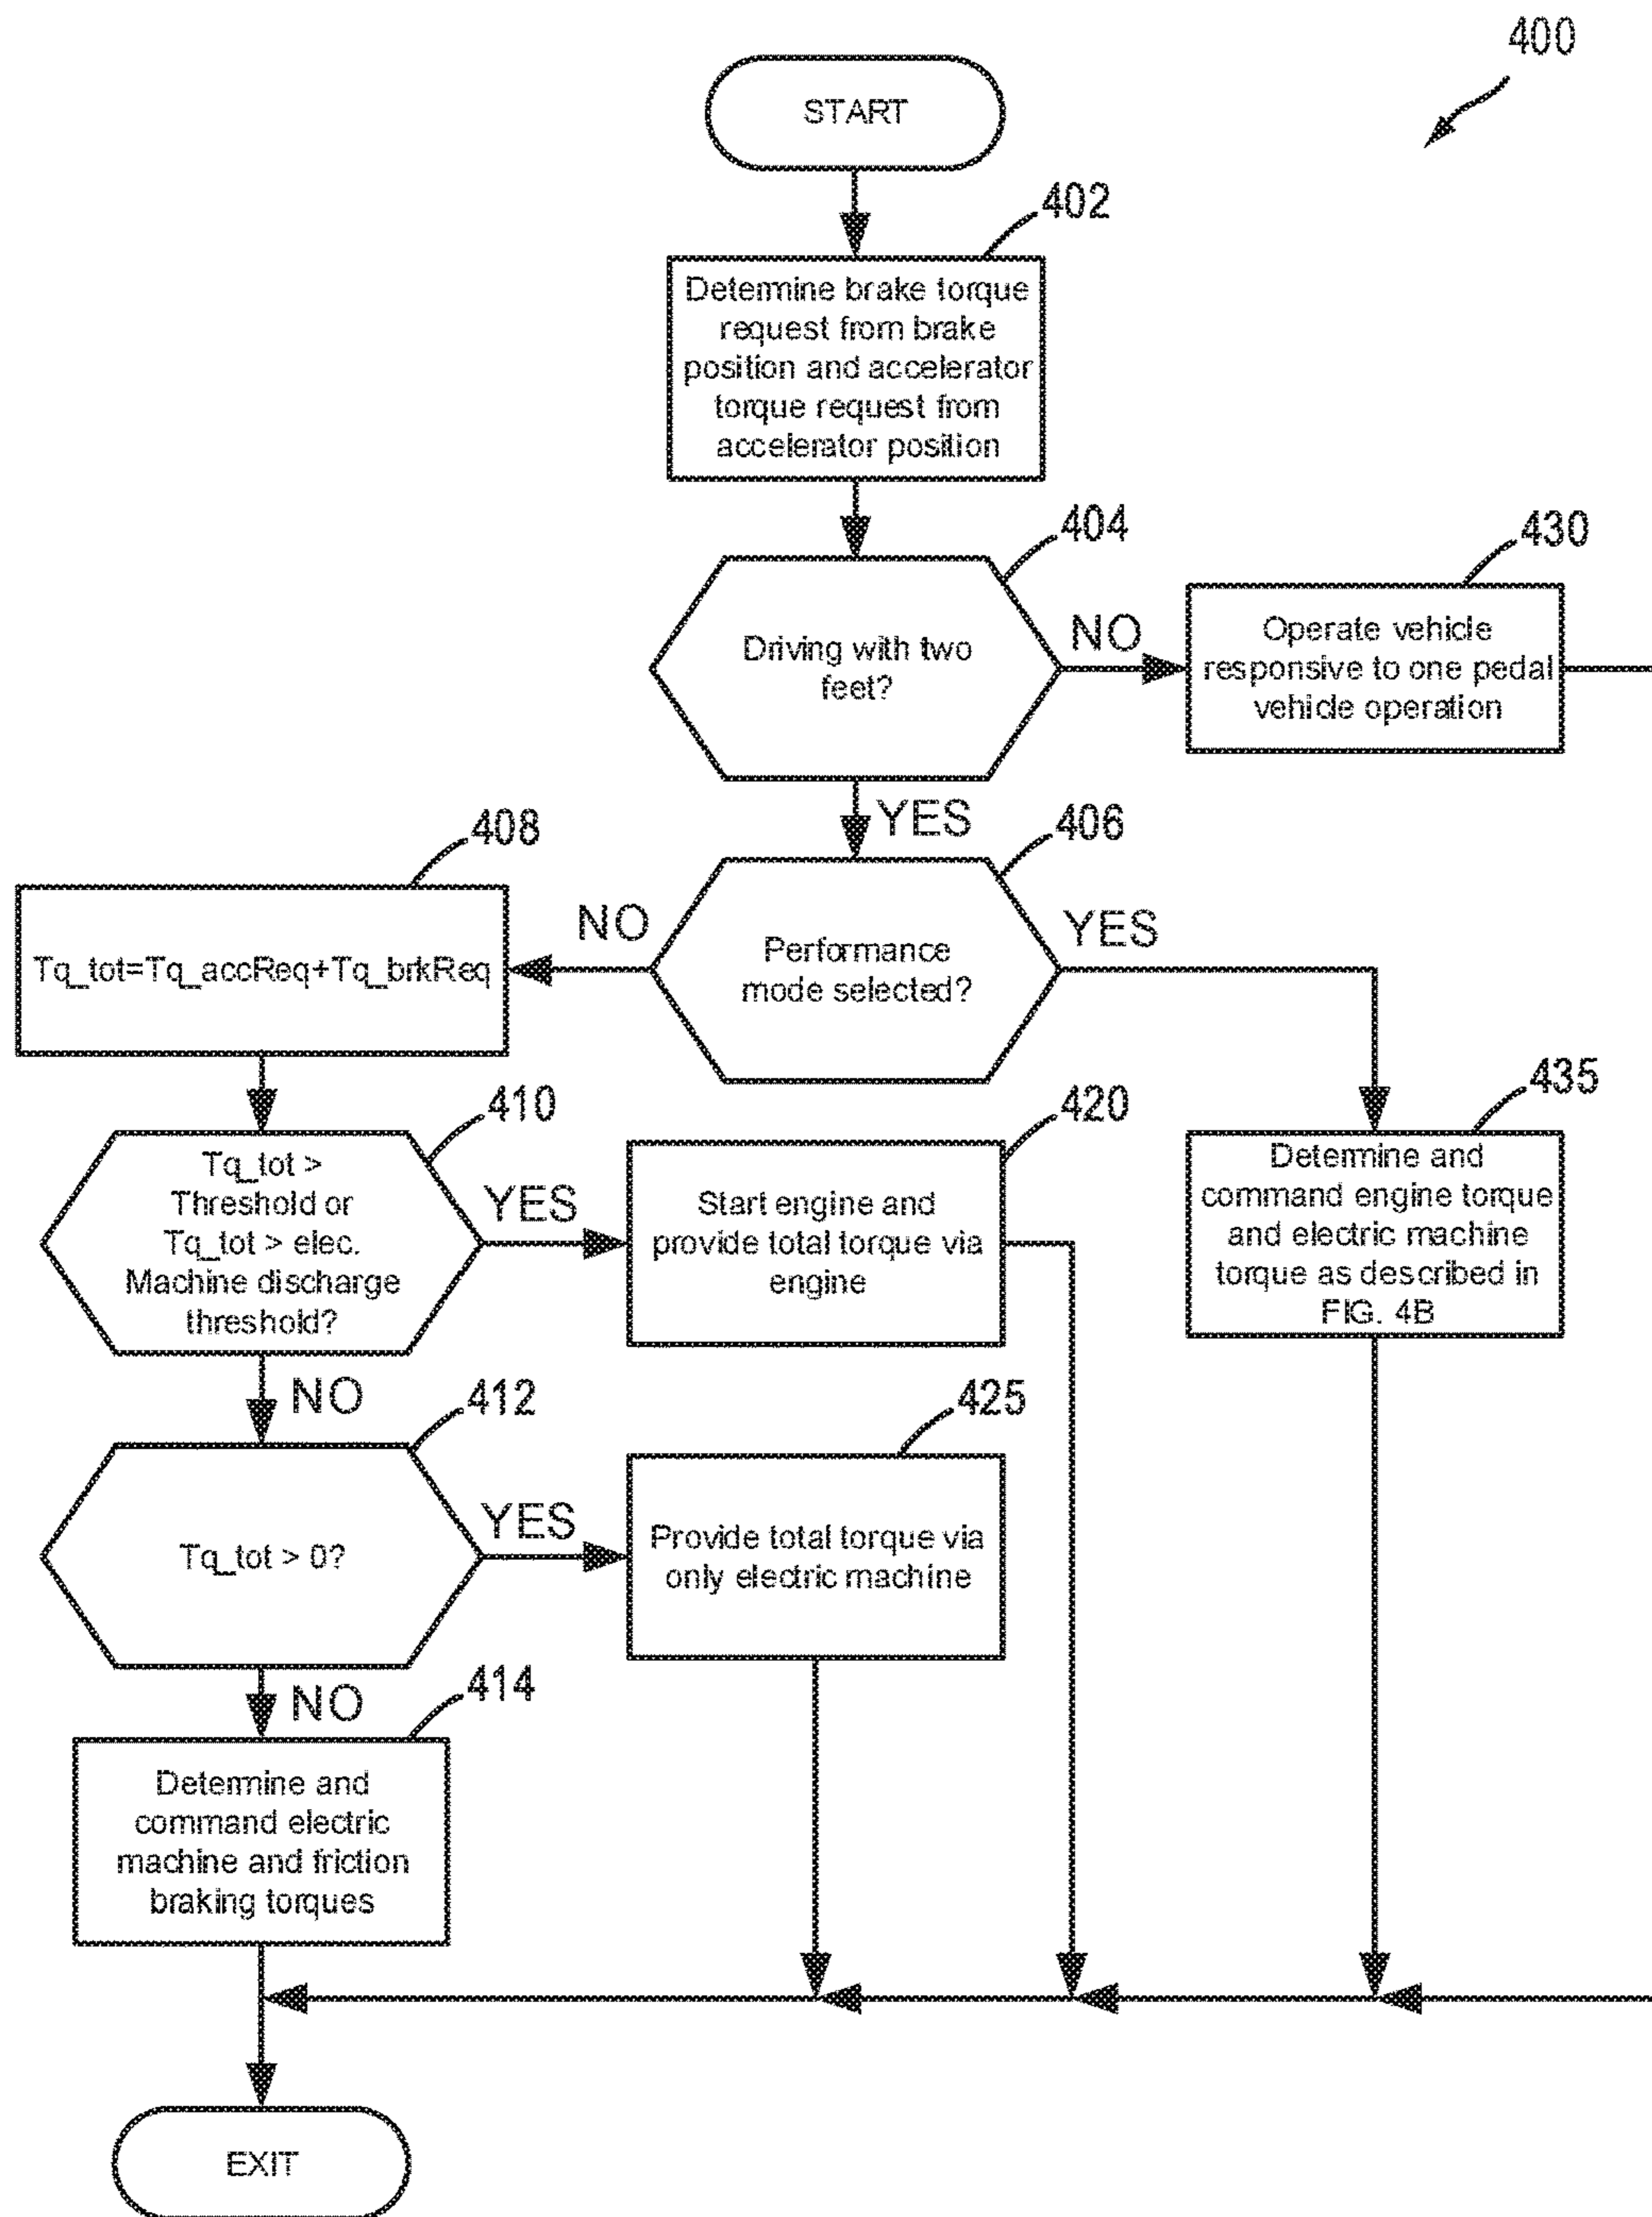 400
START
402
Determine brake torque
request from brake
position and accelerator
torque request from
accelerator position
404
430
Driving with two
feet?
NO
Operate vehicle
responsive to one pedal
vehicle operation
YES
408
406
Tq_tot=Tq_accReq+Tq_brkReq
NO
Performance
mode selected?
YES
410
420
435
Tq_tot >
Threshold or
Tq_tot > elec.
Machine discharge
threshold?
YES
Start engine and
provide total torque via
engine
Determine and
command engine torque
and electric machine
torque as described in
FIG. 4B
NO
412
425
Tq_tot > 0?
YES
Provide total torque via
only electric machine
NO
414
Determine and
command electric
machine and friction
braking torques
EXIT